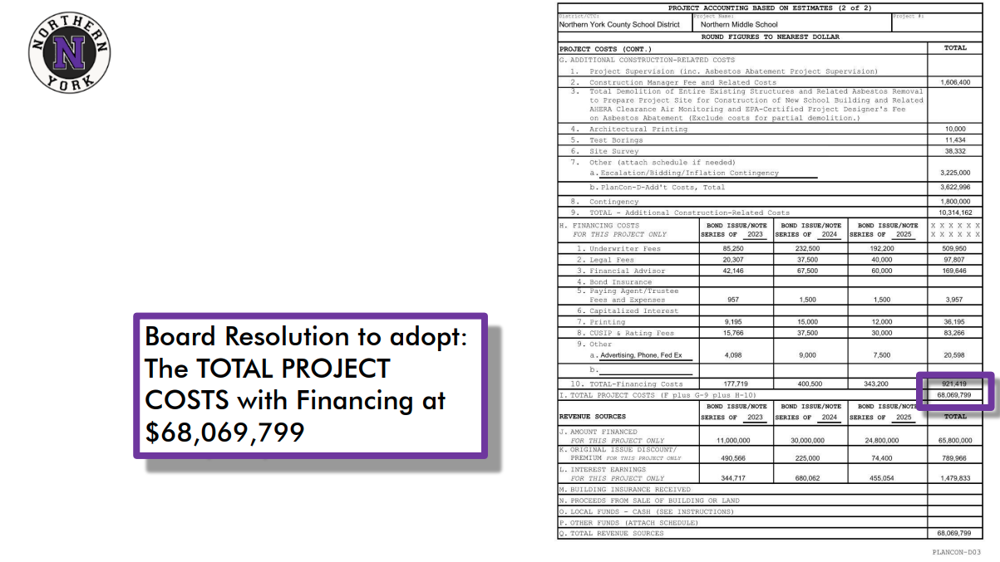 NORTHERN
N
YORK
Board Resolution to adopt:
The TOTAL PROJECT
COSTS with Financing at
$68,069,799
PROJECT ACCOUNTING BASED ON ESTIMATES (2 of 2)
District/CTC: Project Name: Project #:
Northern York County School District Northern Middle School
ROUND FIGURES TO NEAREST DOLLAR
PROJECT COSTS (CONT.) TOTAL
G. ADDITIONAL CONSTRUCTION-RELATED COSTS
1. Project Supervision (inc. Asbestos Abatement Project Supervision)
2. Construction Manager Fee and Related Costs 1,606,400
3. Total Demolition of Entire Existing Structures and Related Asbestos Removal
to Prepare Project Site for Construction of New School Building and Related
AHERA Clearance Air Monitoring and EPA-Certified Project Designer's Fee
on Asbestos Abatement (Exclude costs for partial demolition.)
4. Architectural Printing 10,000
5. Test Borings 11,434
6. Site Survey 38,332
7. Other (attach schedule if needed)
a. Escalation/Bidding/Inflation Contingency 3,225,000
b. PlanCon-D-Add't Costs, Total 3,622,996
8. Contingency 1,800,000
9. TOTAL - Additional Construction-Related Costs 10,314,162
H. FINANCING COSTS BOND ISSUE/NOTE BOND ISSUE/NOTE BOND ISSUE/NOTE X X X X X X
FOR THIS PROJECT ONLY SERIES OF 2023 SERIES OF 2024 SERIES OF 2025 X X X X X X
1. Underwriter Fees 85,250 232,500 192,200 509,950
2. Legal Fees 20,307 37,500 40,000 97,807
3. Financial Advisor 42,146 67,500 60,000 169,646
4. Bond Insurance
5. Paying Agent/Trustee
Fees and Expenses 957 1,500 1,500 3,957
6. Capitalized Interest
7. Printing 9,195 15,000 12,000 36,195
8. CUSIP & Rating Fees 15,766 37,500 30,000 83,266
9. Other
a. Advertising, Phone, Fed Ex 4,098 9,000 7,500 20,598
b.
10. TOTAL-Financing Costs 177,719 400,500 343,200 921,419
I. TOTAL PROJECT COSTS (F plus G-9 plus H-10) 68,069,799
BOND ISSUE/NOTE BOND ISSUE/NOTE BOND ISSUE/NOTE
REVENUE SOURCES SERIES OF 2023 SERIES OF 2024 SERIES OF 2025 TOTAL
J. AMOUNT FINANCED
FOR THIS PROJECT ONLY 11,000,000 30,000,000 24,800,000 65,800,000
K. ORIGINAL ISSUE DISCOUNT/
PREMIUM FOR THIS PROJECT ONLY 490,566 225,000 74,400 789,966
L. INTEREST EARNINGS
FOR THIS PROJECT ONLY 344,717 680,062 455,054 1,479,833
M. BUILDING INSURANCE RECEIVED
N. PROCEEDS FROM SALE OF BUILDING OR LAND
O. LOCAL FUNDS - CASH (SEE INSTRUCTIONS)
P. OTHER FUNDS (ATTACH SCHEDULE)
Q. TOTAL REVENUE SOURCES 68,069,799
PLANCON-D03